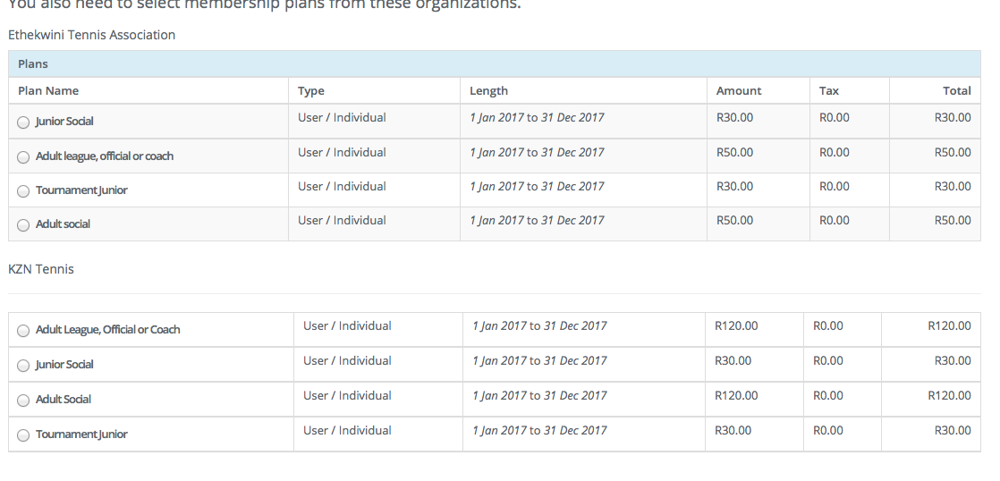 You also need to select membership plans from these organizations.
Ethekwini Tennis Association
Plans
Plan Name Type Length Amount Tax Total
Junior Social User / Individual 1 Jan 2017 to 31 Dec 2017 R30.00 R0.00 R30.00
Adult league, official or coach User / Individual 1 Jan 2017 to 31 Dec 2017 R50.00 R0.00 R50.00
Tournament Junior User / Individual 1 Jan 2017 to 31 Dec 2017 R30.00 R0.00 R30.00
Adult social User / Individual 1 Jan 2017 to 31 Dec 2017 R50.00 R0.00 R50.00
KZN Tennis
Adult League, Official or Coach User / Individual 1 Jan 2017 to 31 Dec 2017 R120.00 R0.00 R120.00
Junior Social User / Individual 1 Jan 2017 to 31 Dec 2017 R30.00 R0.00 R30.00
Adult Social User / Individual 1 Jan 2017 to 31 Dec 2017 R120.00 R0.00 R120.00
Tournament Junior User / Individual 1 Jan 2017 to 31 Dec 2017 R30.00 R0.00 R30.00